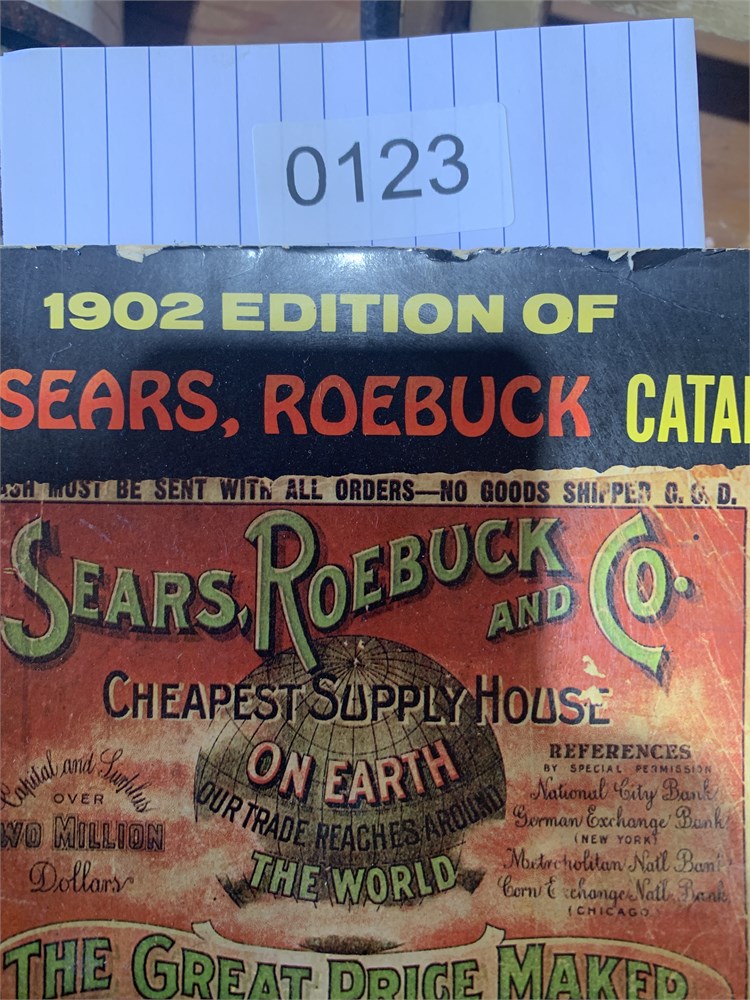 0123
1902 EDITION OF
SEARS, ROEBUCK
MUST BE SENT WITH ALL ORDERS—NO GOODS SHIPPED C.O.D.
SEARS, ROEBUCK AND CO.
CHEAPEST SUPPLY HOUSE
ON EARTH
OUR TRADE REACHES AROUND
THE WORLD
Capital and Surplus
OVER
MILLION
Dollars
REFERENCES
BY SPECIAL PERMISSION
National City Bank
German Exchange Bank
(NEW YORK)
Metropolitan Natl Bank
Corn Exchange Natl. Bank
(CHICAGO)
THE GREAT PRICE MAKER